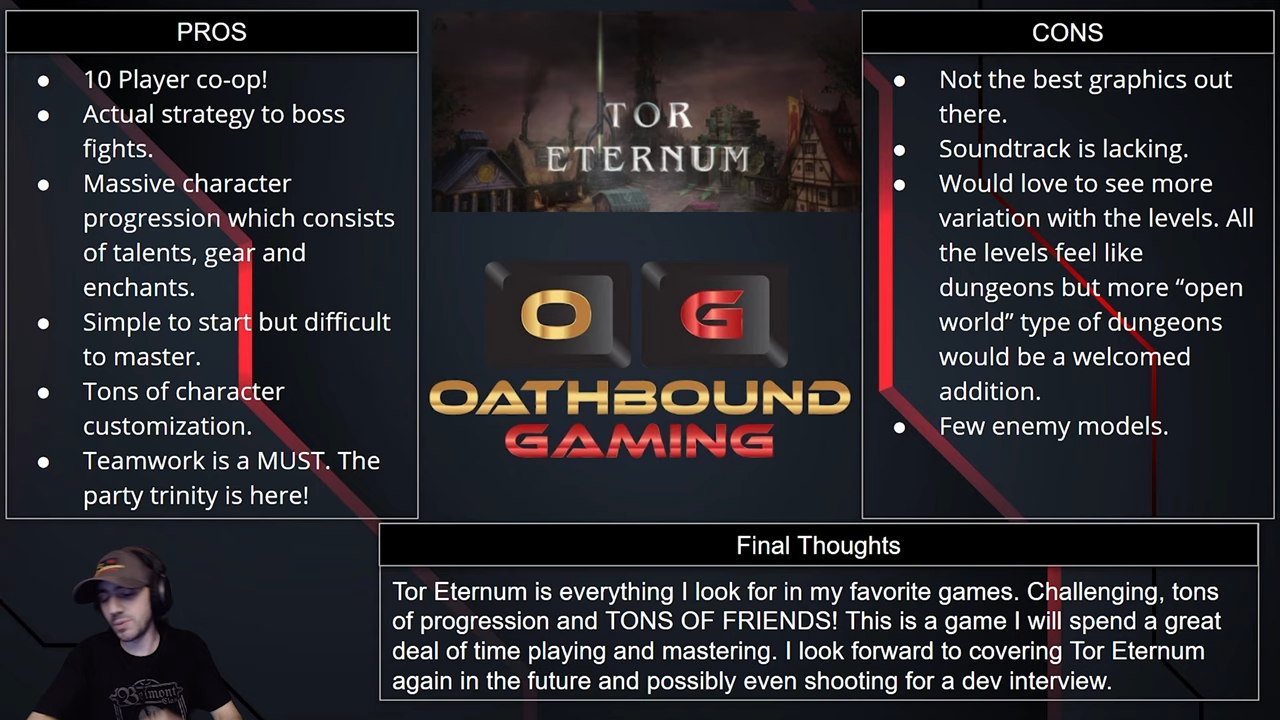 PROS
● 10 Player co-op!
● Actual strategy to boss
fights.
● Massive character
progression which consists
of talents, gear and
enchants.
● Simple to start but difficult
to master.
● Tons of character
customization.
● Teamwork is a MUST. The
party trinity is here!
TOR
ETERNUM
O G
OATHBOUND
GAMING
CONS
● Not the best graphics out
there.
● Soundtrack is lacking.
● Would love to see more
variation with the levels. All
the levels feel like
dungeons but more “open
world” type of dungeons
would be a welcomed
addition.
● Few enemy models.
Final Thoughts
Tor Eternum is everything I look for in my favorite games. Challenging, tons
of progression and TONS OF FRIENDS! This is a game I will spend a great
deal of time playing and mastering. I look forward to covering Tor Eternum
again in the future and possibly even shooting for a dev interview.
Belmont